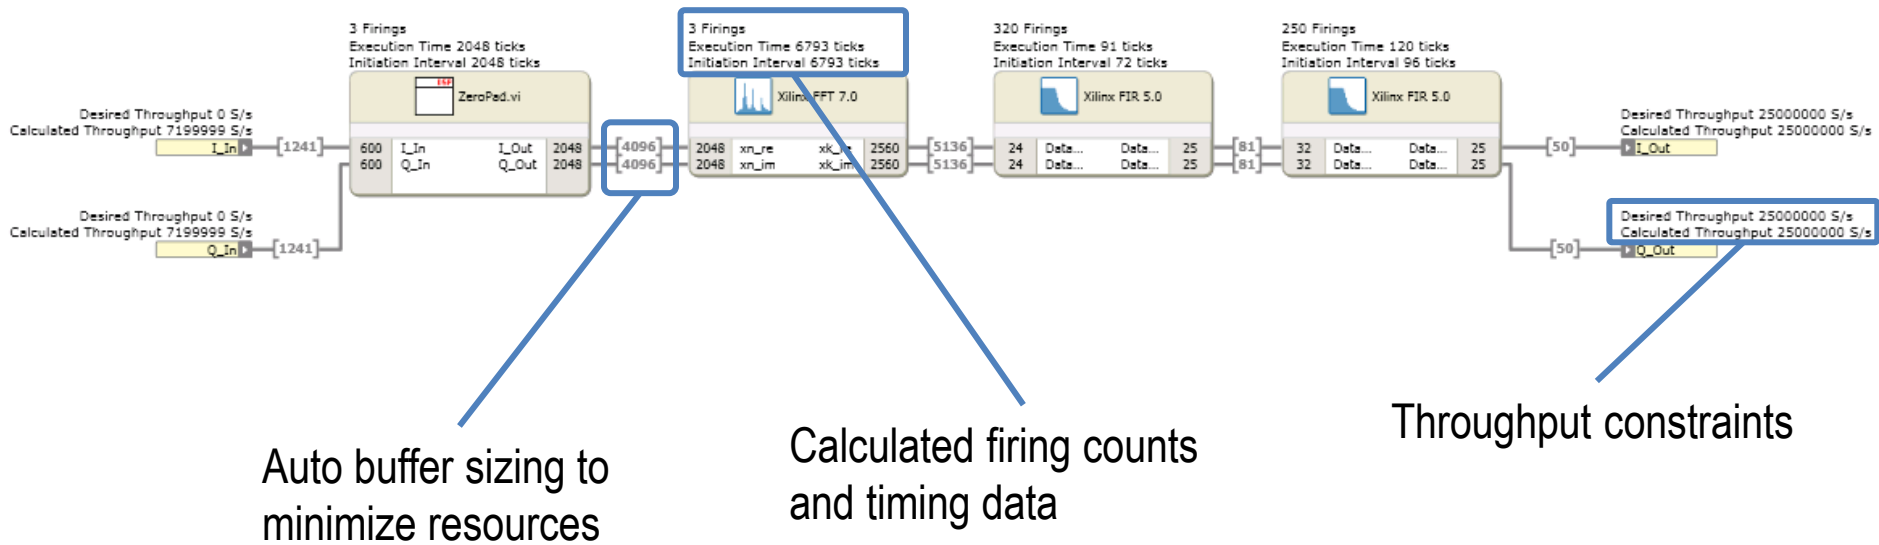 3 Firings
Execution Time 2048 ticks
Initiation Interval 2048 ticks
3 Firings
Execution Time 6793 ticks
Initiation Interval 6793 ticks
320 Firings
Execution Time 91 ticks
Initiation Interval 72 ticks
250 Firings
Execution Time 120 ticks
Initiation Interval 96 ticks
ESP
ZeroPad.vi
Xilinx FFT 7.0
Xilinx FIR 5.0
Xilinx FIR 5.0
Desired Throughput 0 S/s
Calculated Throughput 7199999 S/s
I_In
[1241]
600 I_In I_Out 2048
600 Q_In Q_Out 2048
[4096]
[4096]
2048 xn_re xk_re 2560
2048 xn_im xk_im 2560
[5136]
[5136]
24 Data... Data... 25
24 Data... Data... 25
[81]
[81]
32 Data... Data... 25
32 Data... Data... 25
[50]
Desired Throughput 25000000 S/s
Calculated Throughput 25000000 S/s
I_Out
Desired Throughput 0 S/s
Calculated Throughput 7199999 S/s
Q_In
[1241]
[50]
Desired Throughput 25000000 S/s
Calculated Throughput 25000000 S/s
Q_Out
Auto buffer sizing to
minimize resources
Calculated firing counts
and timing data
Throughput constraints